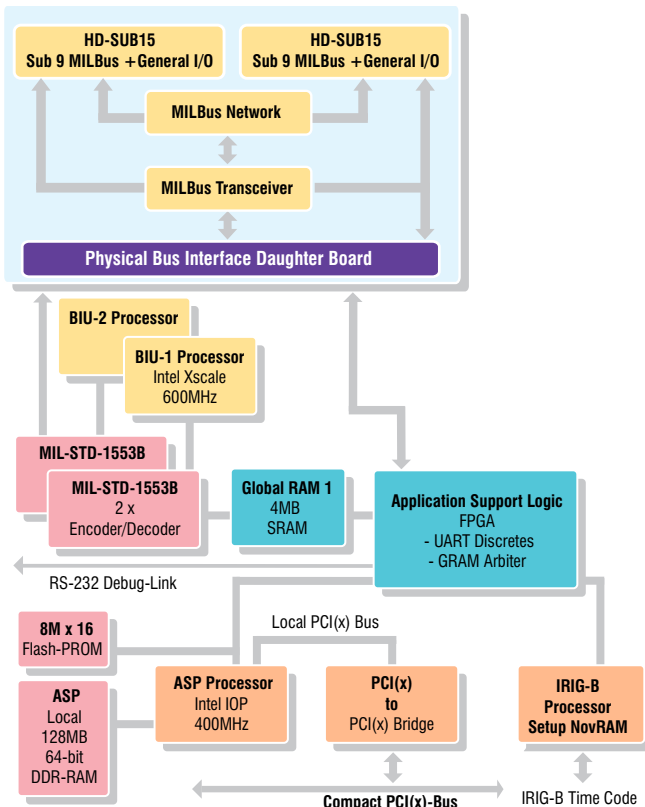 HD-SUB15
Sub 9 MILBus +General I/O
HD-SUB15
Sub 9 MILBus +General I/O
MILBus Network
MILBus Transceiver
Physical Bus Interface Daughter Board
BIU-2 Processor
BIU-1 Processor
Intel Xscale
600MHz
MIL-STD-1553B
MIL-STD-1553B
2 x
Encoder/Decoder
Global RAM 1
4MB
SRAM
Application Support Logic
FPGA
- UART Discretes
- GRAM Arbiter
RS-232 Debug-Link
8M x 16
Flash-PROM
Local PCI(x) Bus
ASP
Local
128MB
64-bit
DDR-RAM
ASP Processor
Intel IOP
400MHz
PCI(x)
to
PCI(x) Bridge
IRIG-B
Processor
Setup NovRAM
Compact PCI(x)-Bus
IRIG-B Time Code